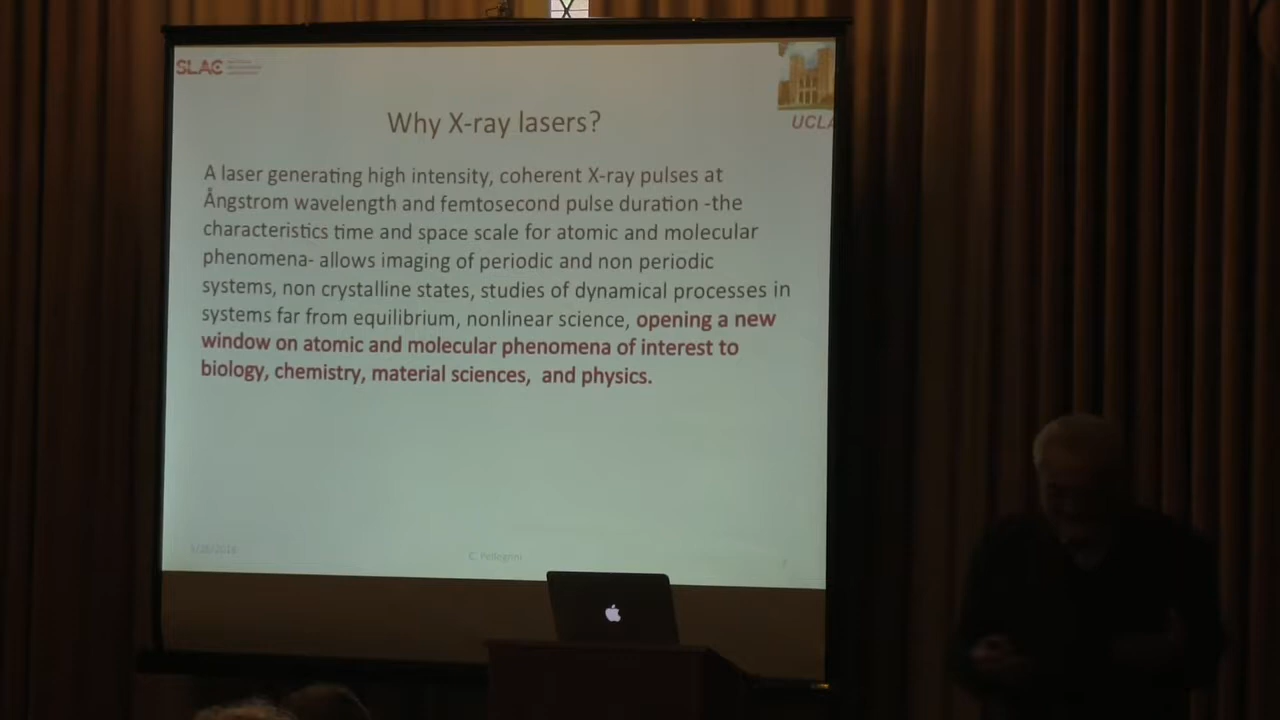 SLAC
UCLA
Why X-ray lasers?
A laser generating high intensity, coherent X-ray pulses at
Ångstrom wavelength and femtosecond pulse duration -the
characteristics time and space scale for atomic and molecular
phenomena- allows imaging of periodic and non periodic
systems, non crystalline states, studies of dynamical processes in
systems far from equilibrium, nonlinear science, opening a new
window on atomic and molecular phenomena of interest to
biology, chemistry, material sciences, and physics.
C. Pellegrini